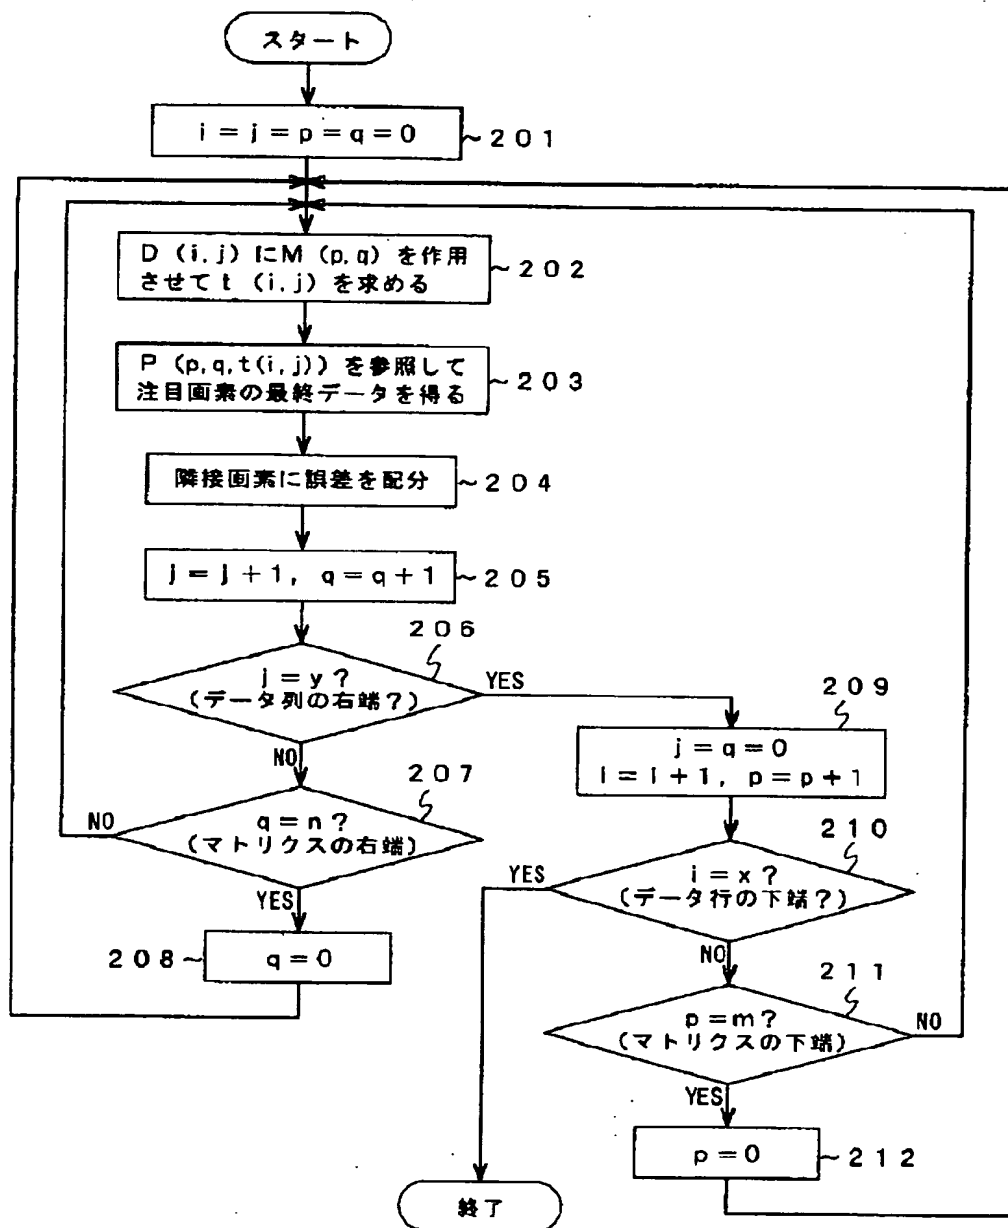 スタート
i=j=p=q=0
~201
D (i,j)にM (p,q)を作用
させてt (i,j)を求める
~202
P (p,q,t(i,j))を参照して
注目画素の最終データを得る
~203
隣接画素に誤差を配分
~204
j=j+1, q=q+1
~205
206
j=y?
(データ列の右端?)
YES
NO
207
q=n?
(マトリクスの右端)
NO
YES
208~
q=0
209
j=q=0
i=i+1, p=p+1
210
i=x?
(データ行の下端?)
YES
NO
211
p=m?
(マトリクスの下端)
NO
YES
p=0
~212
終了